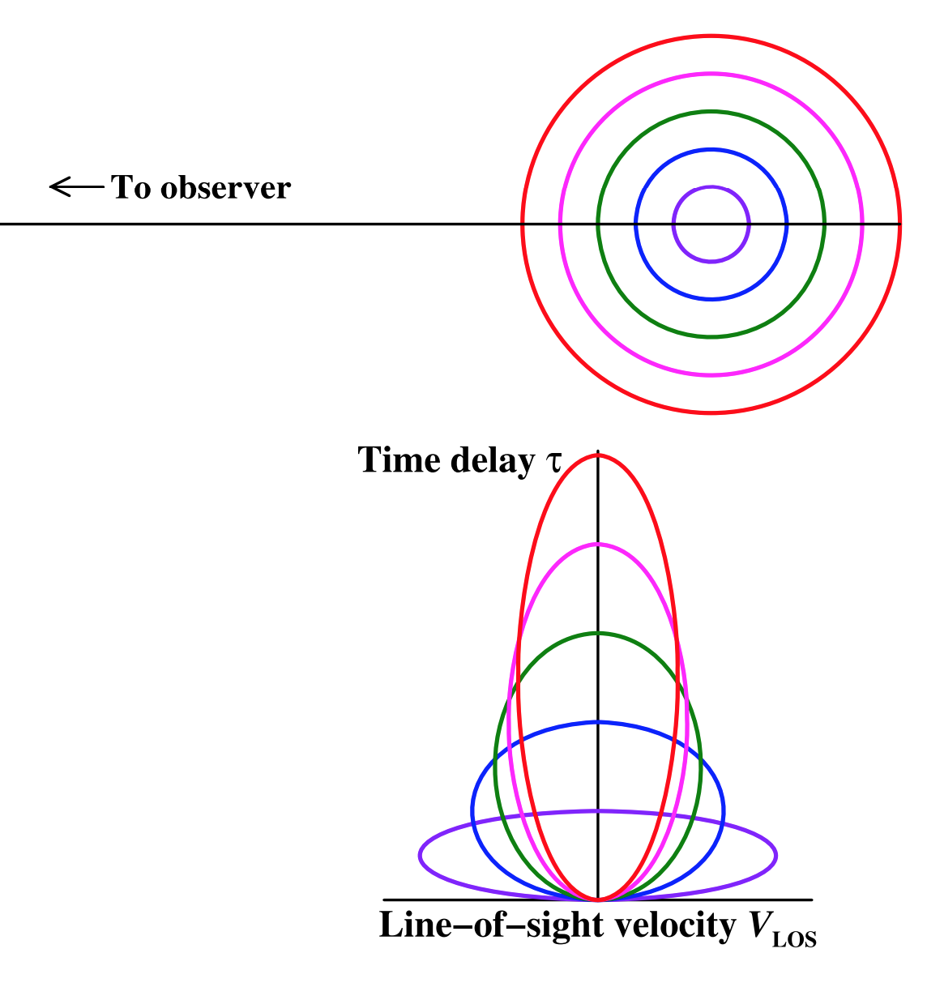 To observer
Time delay τ
Line−of−sight velocity V_LOS